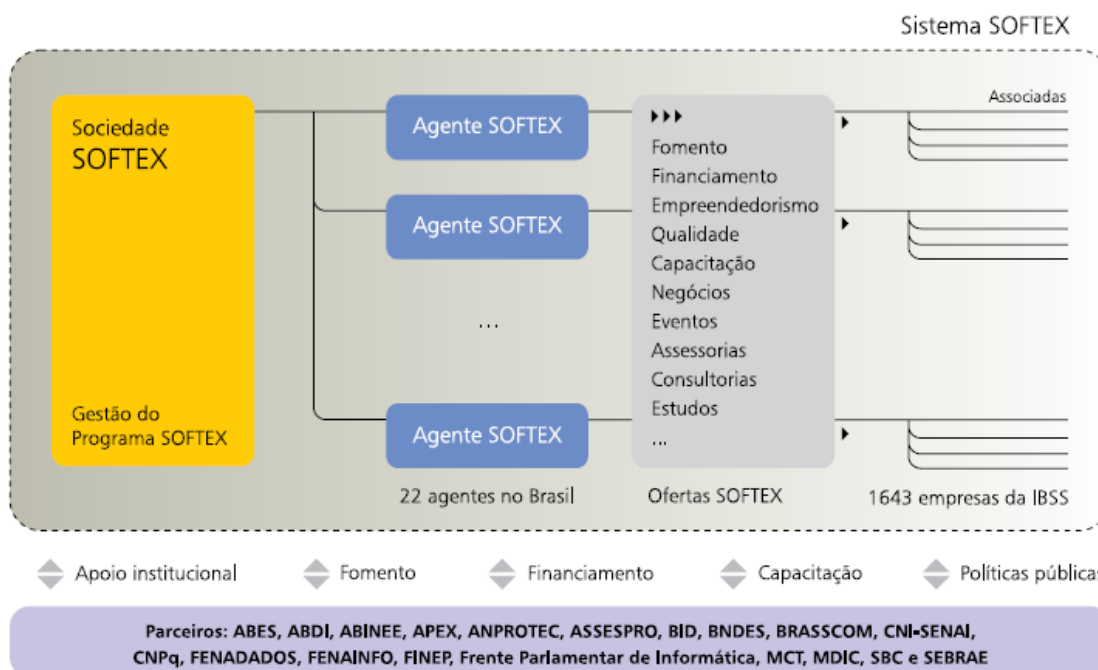 Sistema SOFTEX
Sociedade
SOFTEX
Gestão do
Programa SOFTEX
Agente SOFTEX
Agente SOFTEX
...
Agente SOFTEX
22 agentes no Brasil
Fomento
Financiamento
Empreendedorismo
Qualidade
Capacitação
Negócios
Eventos
Assessorias
Consultorias
Estudos
...
Ofertas SOFTEX
Associadas
1643 empresas da IBSS
Apoio institucional
Fomento
Financiamento
Capacitação
Políticas públicas
Parceiros: ABES, ABDI, ABINEE, APEX, ANPROTEC, ASSESPRO, BID, BNDES, BRASSCOM, CNI-SENAI,
CNPq, FENADADOS, FENAINFO, FINEP, Frente Parlamentar de Informática, MCT, MDIC, SBC e SEBRAE